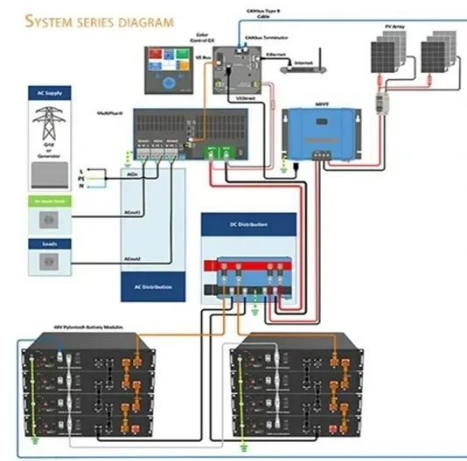 SYSTEM SERIES DIAGRAM
CANbus Type B
Cable
Color
Control GX
CANbus Terminator
Ethernet
Internet
VE Bus
VE.Direct
PV Array
MPPT
AC Supply
Grid
or
Generator
MultiPlus-II
L
PE
N
ACin
ACout1
Loads
ACout2
AC Distribution
DC Distribution
48V Pylontech Battery Modules